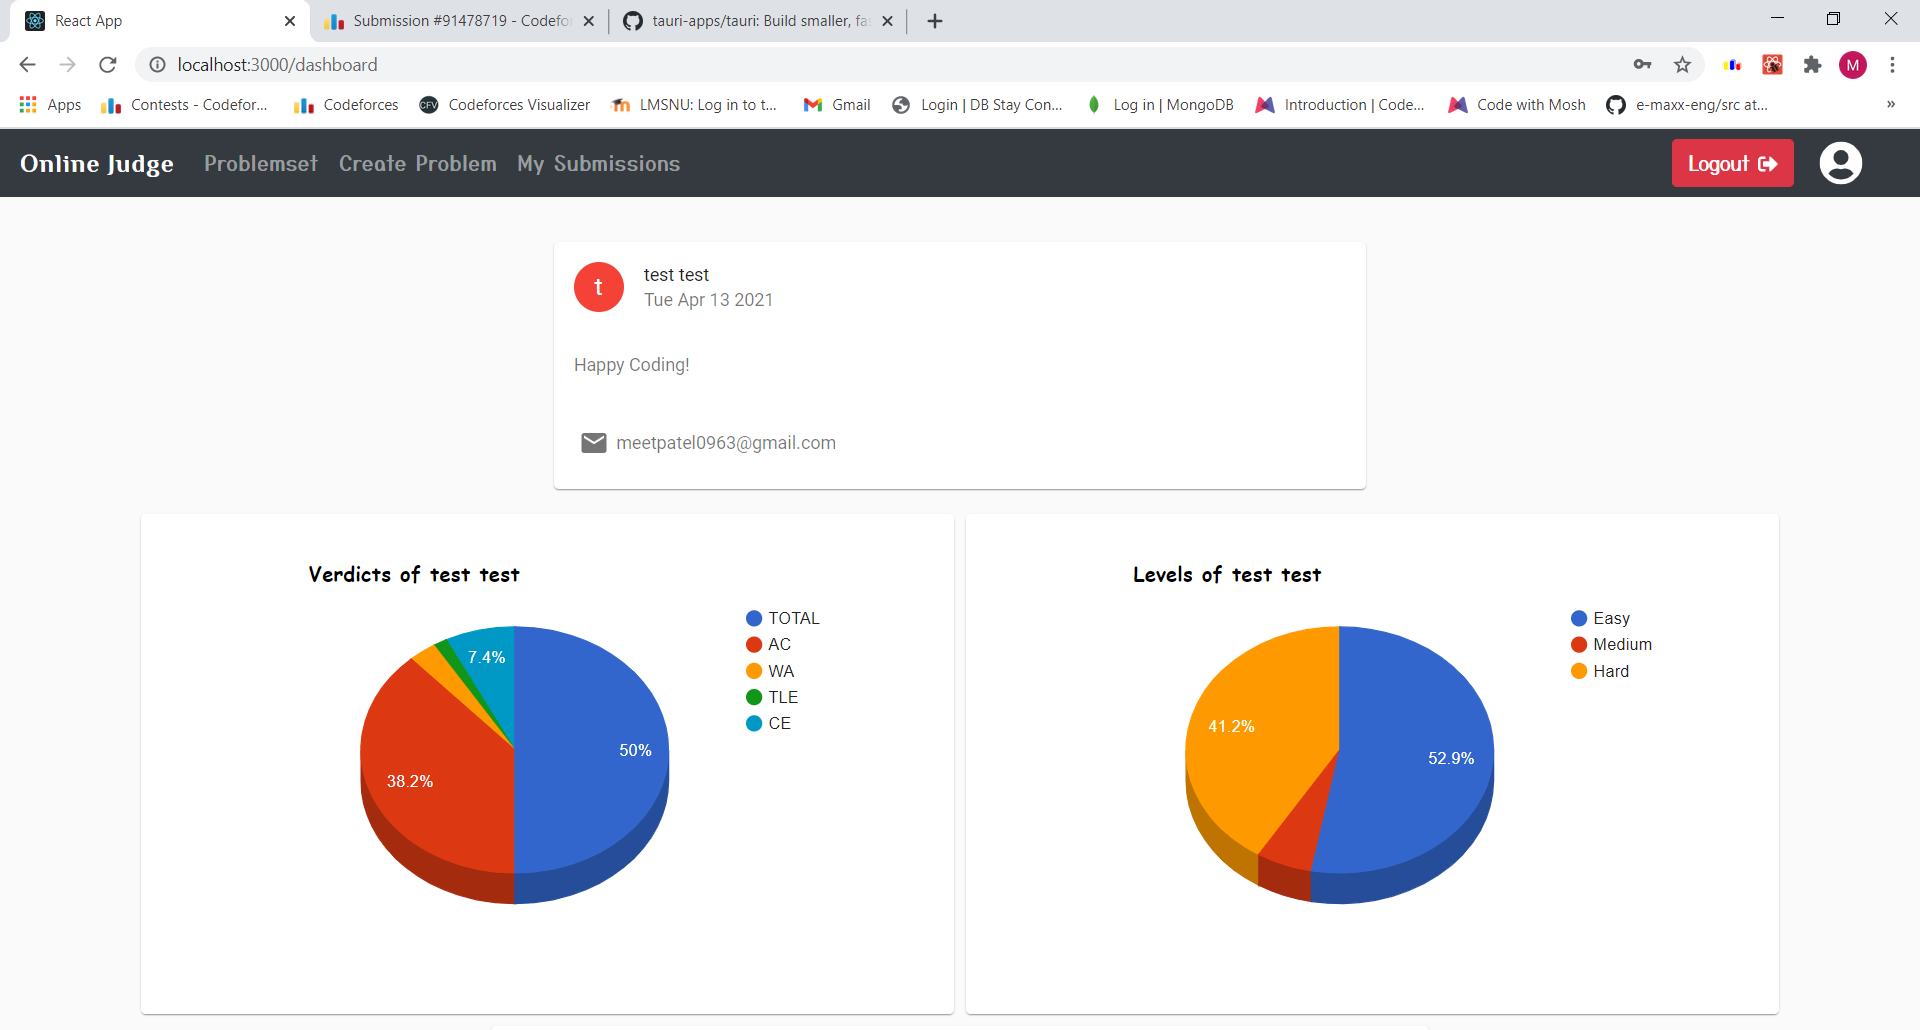 React App
Submission #91478719 - Codefo
tauri-apps/tauri: Build smaller, fas
localhost:3000/dashboard
M
Apps
Contests - Codefor...
Codeforces
CFV
Codeforces Visualizer
LMSNU: Log in to t...
Gmail
Login | DB Stay Con...
Log in | MongoDB
Introduction | Code...
Code with Mosh
e-maxx-eng/src at...
»
Online Judge
Problemset
Create Problem
My Submissions
Logout
t
test test
Tue Apr 13 2021
Happy Coding!
meetpatel0963@gmail.com
Verdicts of test test
TOTAL
AC
WA
TLE
CE
7.4%
50%
38.2%
Levels of test test
Easy
Medium
Hard
41.2%
52.9%